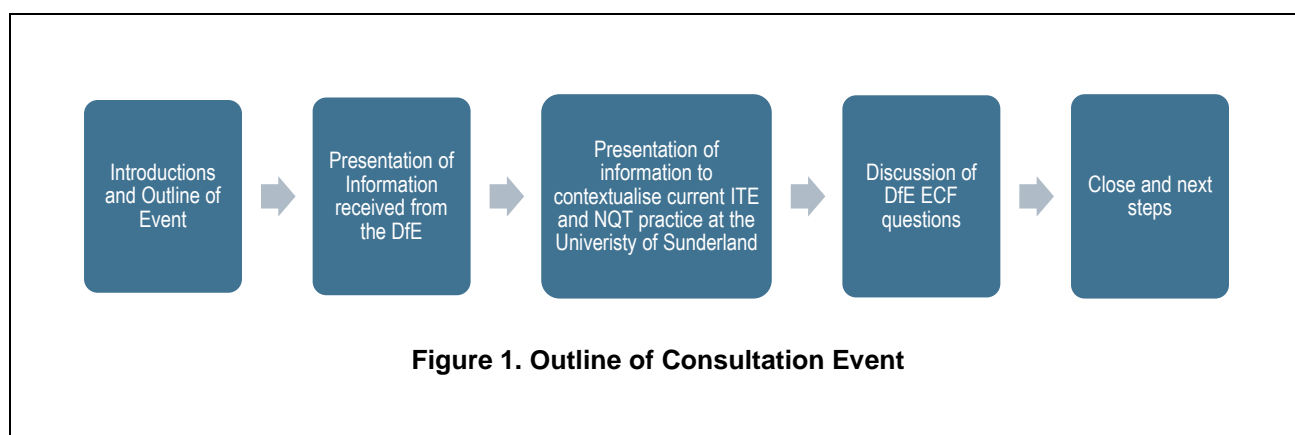 Introductions
and Outline of
Event
Presentation of
Information
received from
the DfE
Presentation of
information to
contextualise current ITE
and NQT practice at the
Univeristy of Sunderland
Discussion of
DfE ECF
questions
Close and next
steps
Figure 1. Outline of Consultation Event